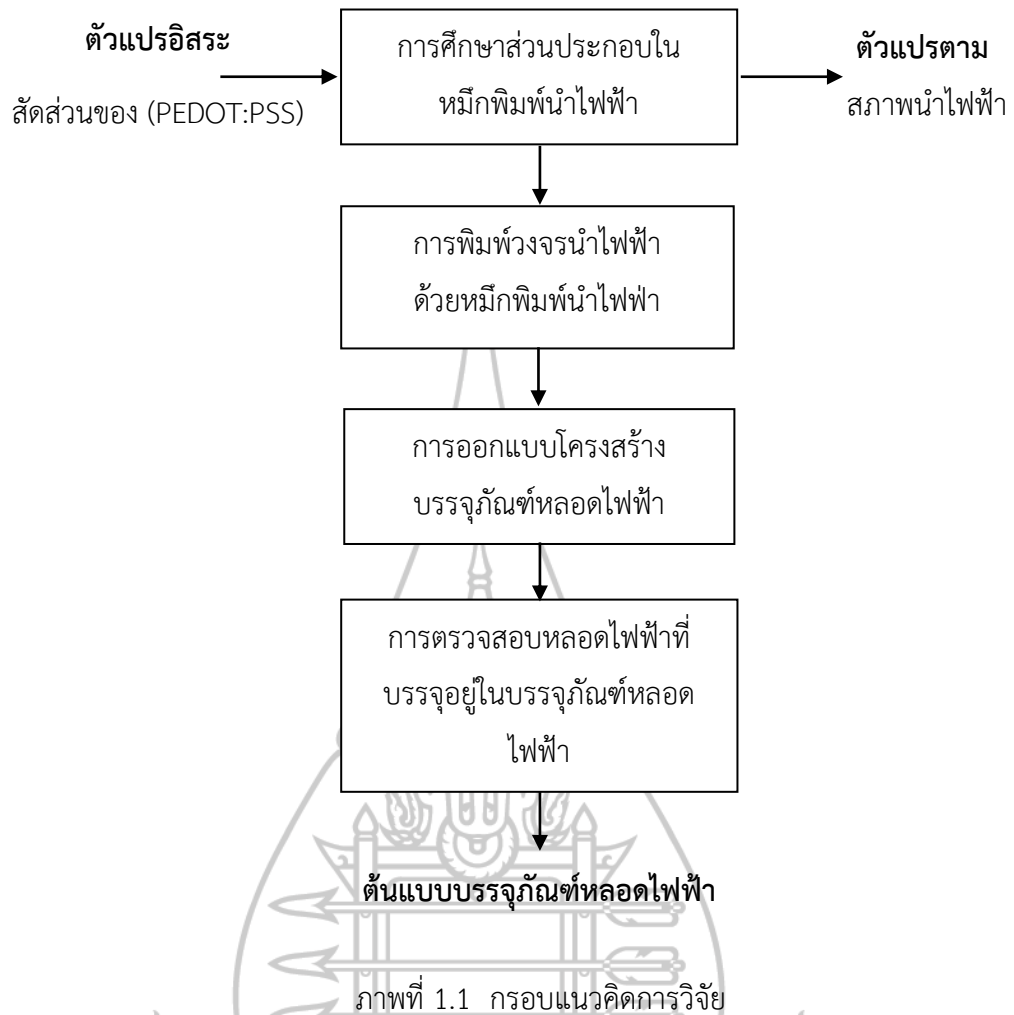 ตัวแปรอิสระ
สัดส่วนของ (PEDOT:PSS)
การศึกษาส่วนประกอบใน
หมึกพิมพ์นำไฟฟ้า
ตัวแปรตาม
สภาพนำไฟฟ้า
การพิมพ์วงจรนำไฟฟ้า
ด้วยหมึกพิมพ์นำไฟฟ่า
การออกแบบโครงสร้าง
บรรจุภัณฑ์หลอดไฟฟ้า
การตรวจสอบหลอดไฟฟ้าที่
บรรจุอยู่ในบรรจุภัณฑ์หลอด
ไฟฟ้า
ต้นแบบบรรจุภัณฑ์หลอดไฟฟ้า
ภาพที่ 1.1 กรอบแนวคิดการวิจัย